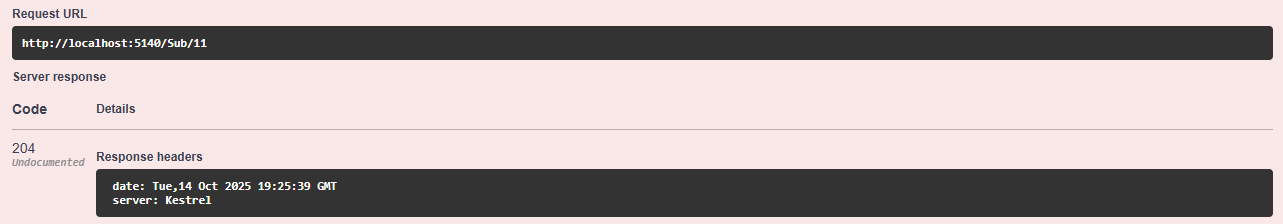 Request URL
http://localhost:5140/Sub/11
Server response
Code Details
204
Undocumented
Response headers
date: Tue,14 Oct 2025 19:25:39 GMT
server: Kestrel